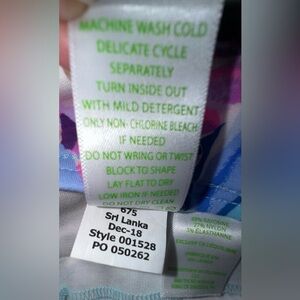 MACHINE WASH COLD
DELICATE CYCLE
SEPARATELY
TURN INSIDE OUT
WITH MILD DETERGENT
ONLY NON- CHLORINE BLEACH
IF NEEDED
DO NOT WRING OR TWIST
BLOCK TO SHAPE
LAY FLAT TO DRY
LOW IRON IF NEEDED
DO NOT DRY CLEAN
675
Sri Lanka
Dec-18
Style 001528
PO 050262